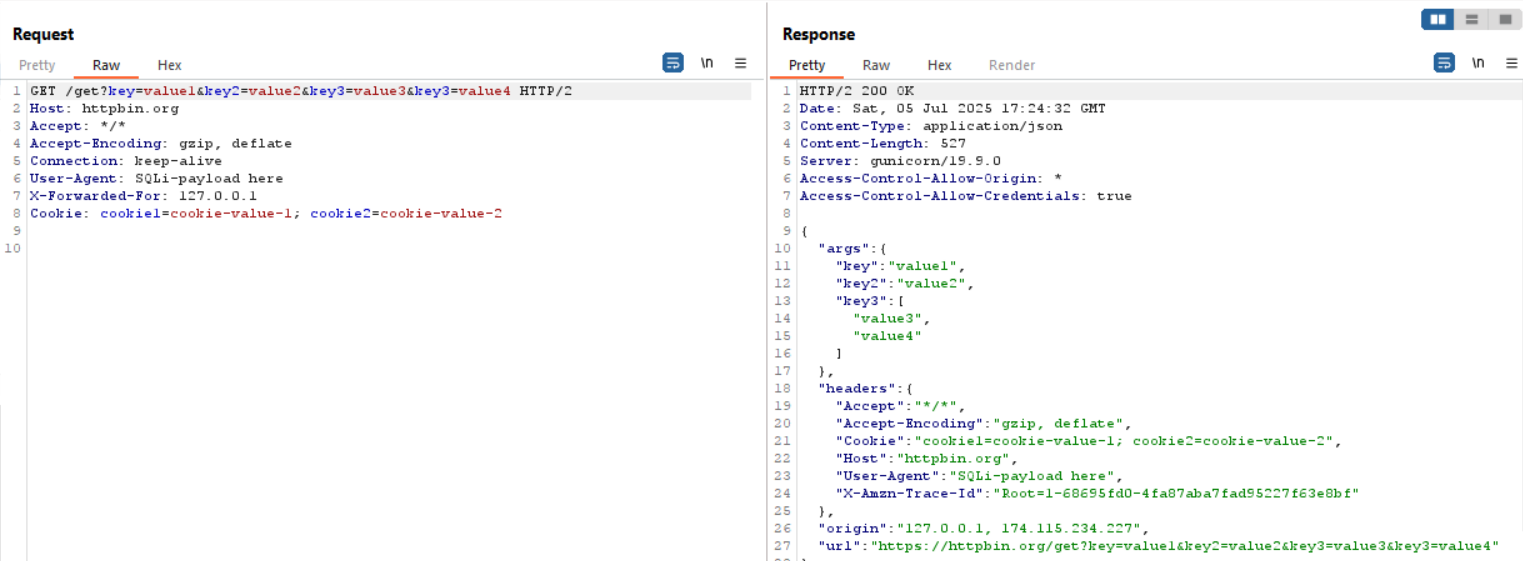 Request
Pretty Raw Hex \n
1 GET /get?key=value1&key2=value2&key3=value3&key3=value4 HTTP/2
2 Host: httpbin.org
3 Accept: */*
4 Accept-Encoding: gzip, deflate
5 Connection: keep-alive
6 User-Agent: SQLi-payload here
7 X-Forwarded-For: 127.0.0.1
8 Cookie: cookie1=cookie-value-1; cookie2=cookie-value-2
9
10
Response
Pretty Raw Hex Render \n
1 HTTP/2 200 OK
2 Date: Sat, 05 Jul 2025 17:24:32 GMT
3 Content-Type: application/json
4 Content-Length: 527
5 Server: gunicorn/19.9.0
6 Access-Control-Allow-Origin: *
7 Access-Control-Allow-Credentials: true
8
9 {
10 "args":{
11 "key":"value1",
12 "key2":"value2",
13 "key3":[
14 "value3",
15 "value4"
16 ]
17 },
18 "headers":{
19 "Accept":"*/*",
20 "Accept-Encoding":"gzip, deflate",
21 "Cookie":"cookie1=cookie-value-1; cookie2=cookie-value-2",
22 "Host":"httpbin.org",
23 "User-Agent":"SQLi-payload here",
24 "X-Amzn-Trace-Id":"Root=1-68695fd0-4fa87aba7fad95227f63e8bf"
25 },
26 "origin":"127.0.0.1, 174.115.234.227",
27 "url":"https://httpbin.org/get?key=value1&key2=value2&key3=value3&key3=value4"